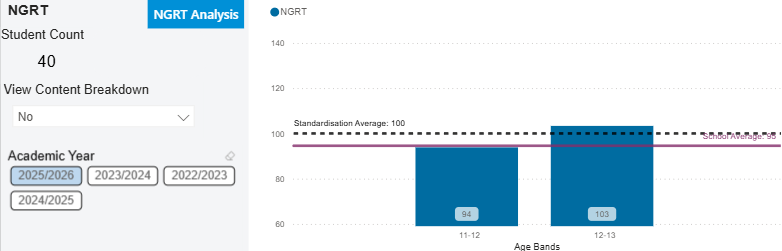 NGRT
NGRT Analysis
Student Count
40
View Content Breakdown
No
Academic Year
2025/2026
2023/2024
2022/2023
2024/2025
NGRT
140
120
Standardisation Average: 100
100
School Average: 95
80
94
103
60
11-12
12-13
Age Bands